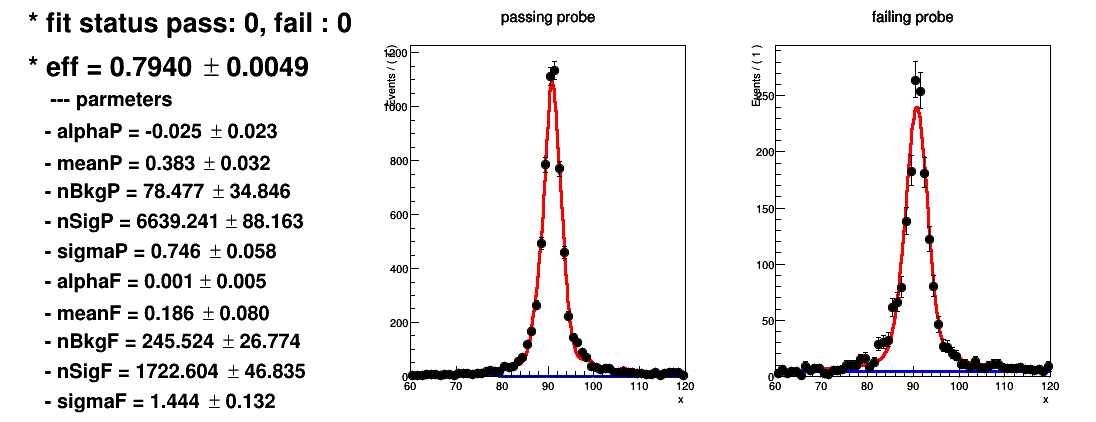 * fit status pass: 0, fail : 0
* eff = 0.7940 ± 0.0049
--- parmeters
- alphaP = -0.025 ± 0.023
- meanP = 0.383 ± 0.032
- nBkgP = 78.477 ± 34.846
- nSigP = 6639.241 ± 88.163
- sigmaP = 0.746 ± 0.058
- alphaF = 0.001 ± 0.005
- meanF = 0.186 ± 0.080
- nBkgF = 245.524 ± 26.774
- nSigF = 1722.604 ± 46.835
- sigmaF = 1.444 ± 0.132
passing probe
Events / ( 1 )
1200
1000
800
600
400
200
0
60 70 80 90 100 110 120
x
failing probe
Events / ( 1 )
250
200
150
100
50
0
60 70 80 90 100 110 120
x